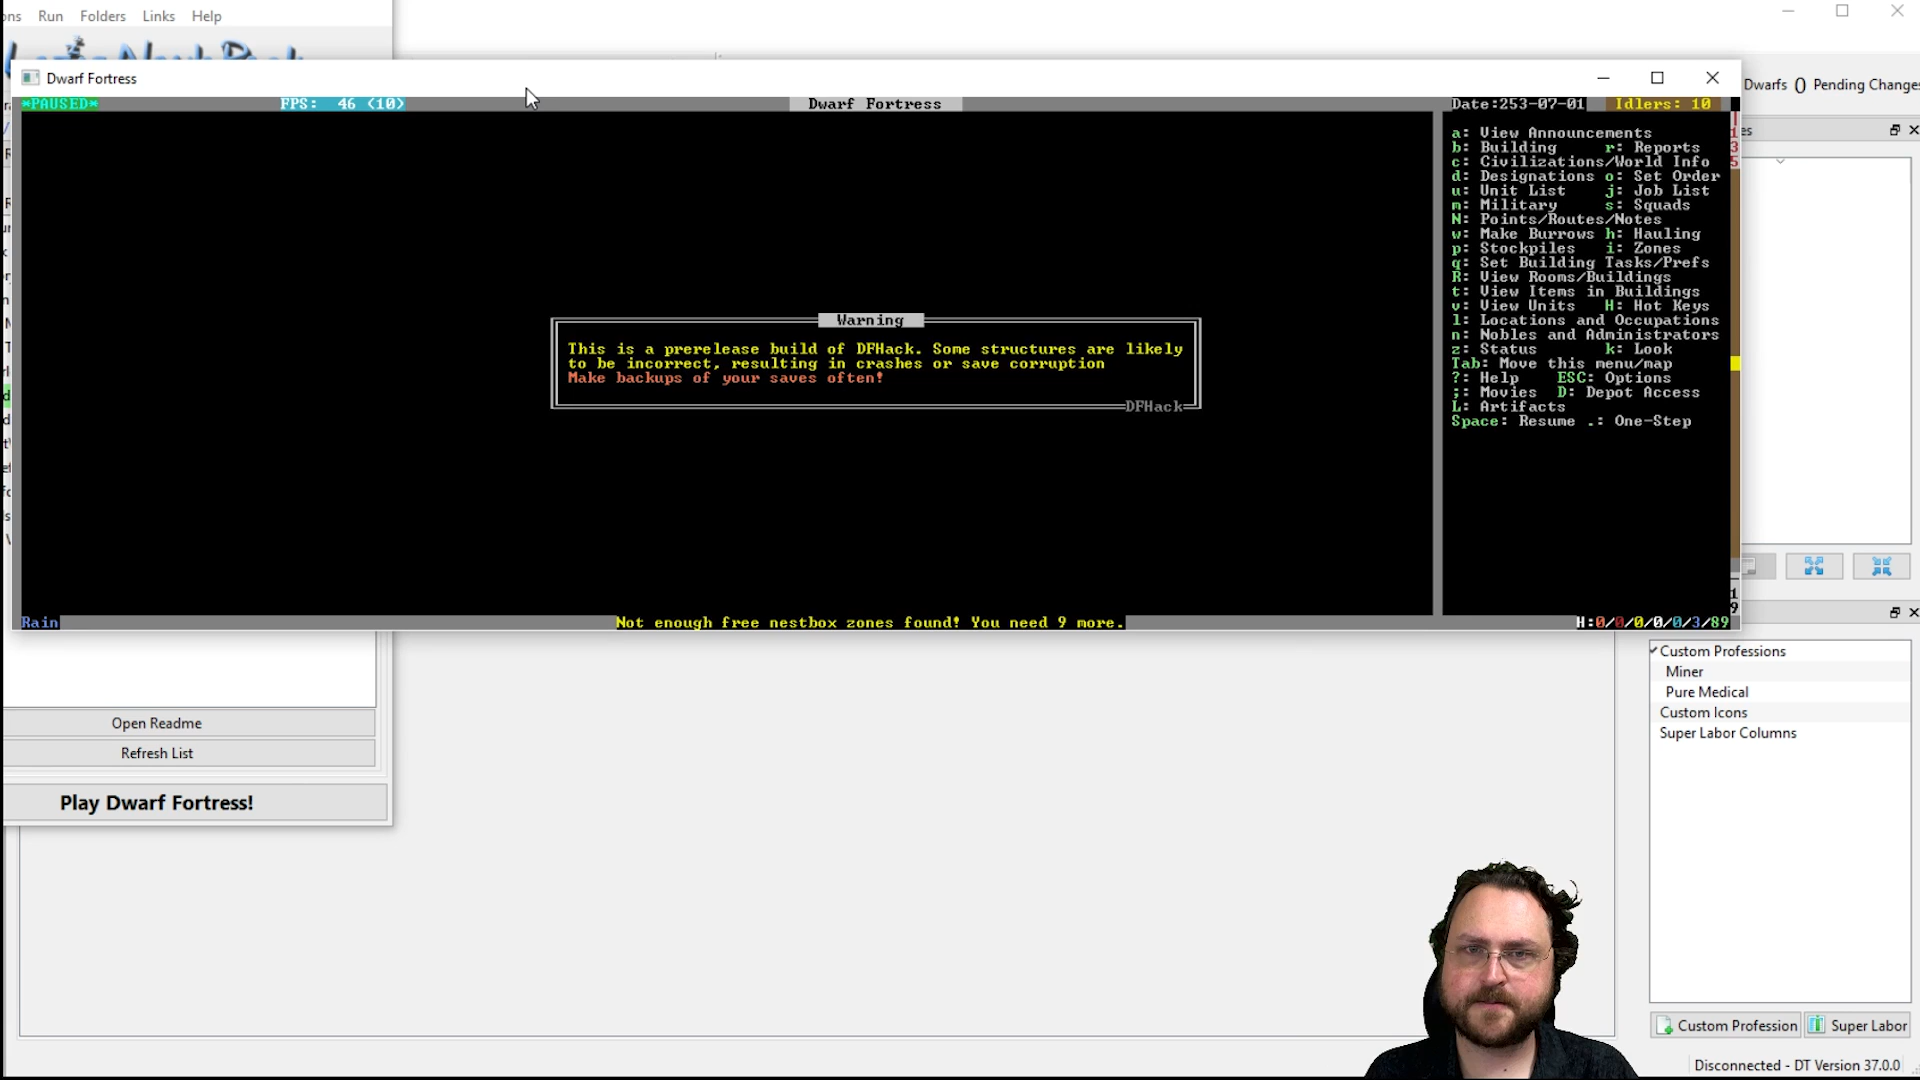 ons Run Folders Links Help
Dwarf Fortress
Dwarfs () Pending Changes
*PAUSED* FPS: 46 (10) Dwarf Fortress Date:253-07-01 Idlers: 10
a: View Announcements
b: Building r: Reports
c: Civilizations/World Info
d: Designations o: Set Order
u: Unit List j: Job List
m: Military s: Squads
N: Points/Routes/Notes
w: Make Burrows h: Hauling
p: Stockpiles i: Zones
q: Set Building Tasks/Prefs
R: View Rooms/Buildings
t: View Items in Buildings
v: View Units H: Hot Keys
l: Locations and Occupations
n: Nobles and Administrators
z: Status k: Look
Tab: Move this menu/map
?: Help ESC: Options
;: Movies D: Depot Access
L: Artifacts
Space: Resume .: One-Step
Warning
This is a prerelease build of DFHack. Some structures are likely
to be incorrect, resulting in crashes or save corruption
Make backups of your saves often!
DFHack
Rain Not enough free nestbox zones found! You need 9 more. H:0/0/0/0/0/3/89
Open Readme
Refresh List
Play Dwarf Fortress!
Custom Professions
Miner
Pure Medical
Custom Icons
Super Labor Columns
Custom Profession Super Labor
Disconnected - DT Version 37.0.0